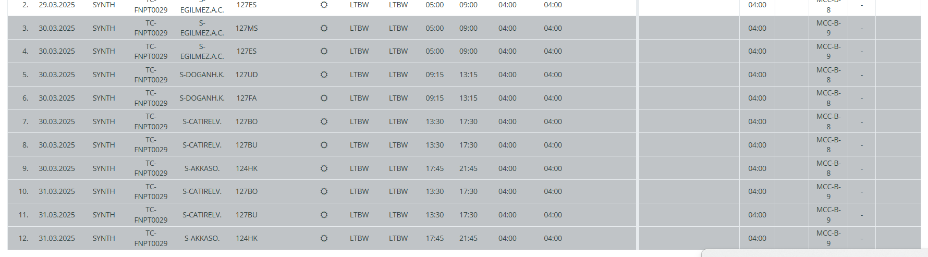 2. 29.03.2025 SYNTH TC-FNPT0029 S-EGILMEZ.A.C. 127ES O LTBW LTBW 05:00 09:00 04:00 04:00 04:00 MCC-B-8 -
3. 30.03.2025 SYNTH TC-FNPT0029 S-EGILMEZ.A.C. 127MS O LTBW LTBW 05:00 09:00 04:00 04:00 04:00 MCC-B-9 -
4. 30.03.2025 SYNTH TC-FNPT0029 S-EGILMEZ.A.C. 127ES O LTBW LTBW 05:00 09:00 04:00 04:00 04:00 MCC-B-9 -
5. 30.03.2025 SYNTH TC-FNPT0029 S-DOGANH.K. 127UD O LTBW LTBW 09:15 13:15 04:00 04:00 04:00 MCC-B-8 -
6. 30.03.2025 SYNTH TC-FNPT0029 S-DOGANH.K. 127FA O LTBW LTBW 09:15 13:15 04:00 04:00 04:00 MCC-B-8 -
7. 30.03.2025 SYNTH TC-FNPT0029 S-CATIRELV. 127BO O LTBW LTBW 13:30 17:30 04:00 04:00 04:00 MCC-B-8 -
8. 30.03.2025 SYNTH TC-FNPT0029 S-CATIRELV. 127BU O LTBW LTBW 13:30 17:30 04:00 04:00 04:00 MCC-B-8 -
9. 30.03.2025 SYNTH TC-FNPT0029 S-AKKASO. 124HK O LTBW LTBW 17:45 21:45 04:00 04:00 04:00 MCC-B-9 -
10. 31.03.2025 SYNTH TC-FNPT0029 S-CATIRELV. 127BO O LTBW LTBW 13:30 17:30 04:00 04:00 04:00 MCC-B-9 -
11. 31.03.2025 SYNTH TC-FNPT0029 S-CATIRELV. 127BU O LTBW LTBW 13:30 17:30 04:00 04:00 04:00 MCC-B-9 -
12. 31.03.2025 SYNTH TC-FNPT0029 S-AKKASO. 124HK O LTBW LTBW 17:45 21:45 04:00 04:00 04:00 MCC-B-9 -